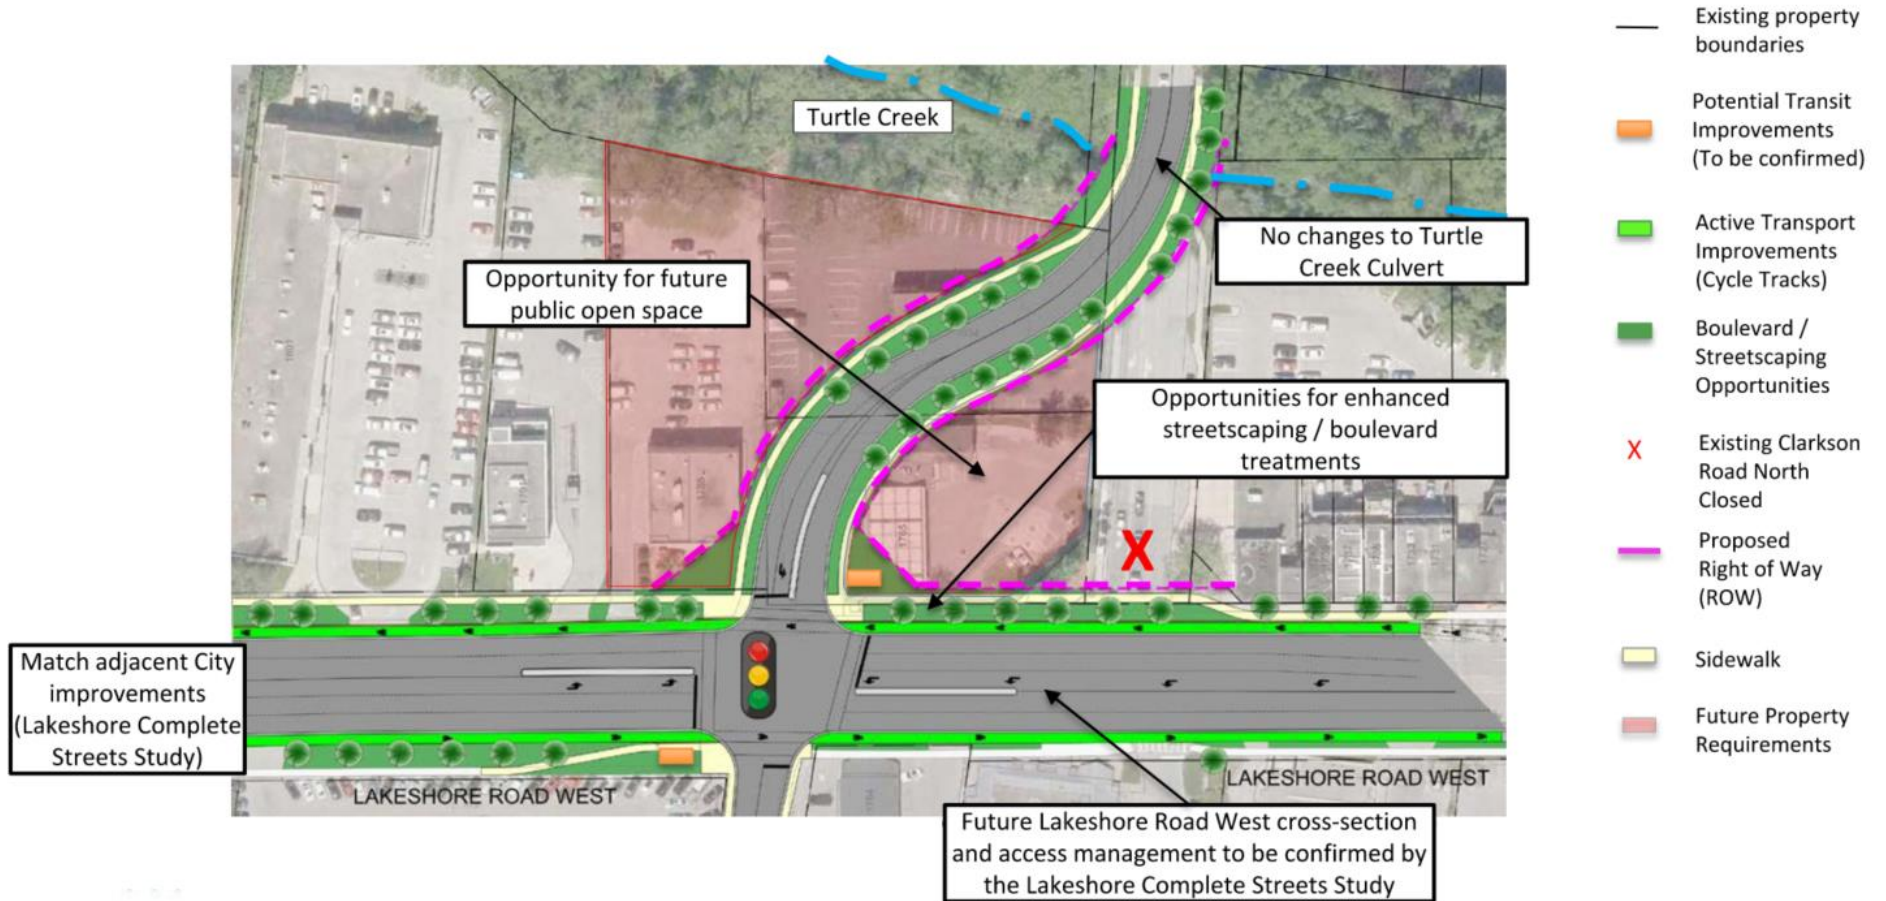 Turtle Creek
No changes to Turtle
Creek Culvert
Opportunity for future
public open space
Opportunities for enhanced
streetscaping / boulevard
treatments
X
Match adjacent City
improvements
(Lakeshore Complete
Streets Study)
LAKESHORE ROAD WEST
LAKESHORE ROAD WEST
Future Lakeshore Road West cross-section
and access management to be confirmed by
the Lakeshore Complete Streets Study
Existing property
boundaries
Potential Transit
Improvements
(To be confirmed)
Active Transport
Improvements
(Cycle Tracks)
Boulevard /
Streetscaping
Opportunities
X
Existing Clarkson
Road North
Closed
Proposed
Right of Way
(ROW)
Sidewalk
Future Property
Requirements